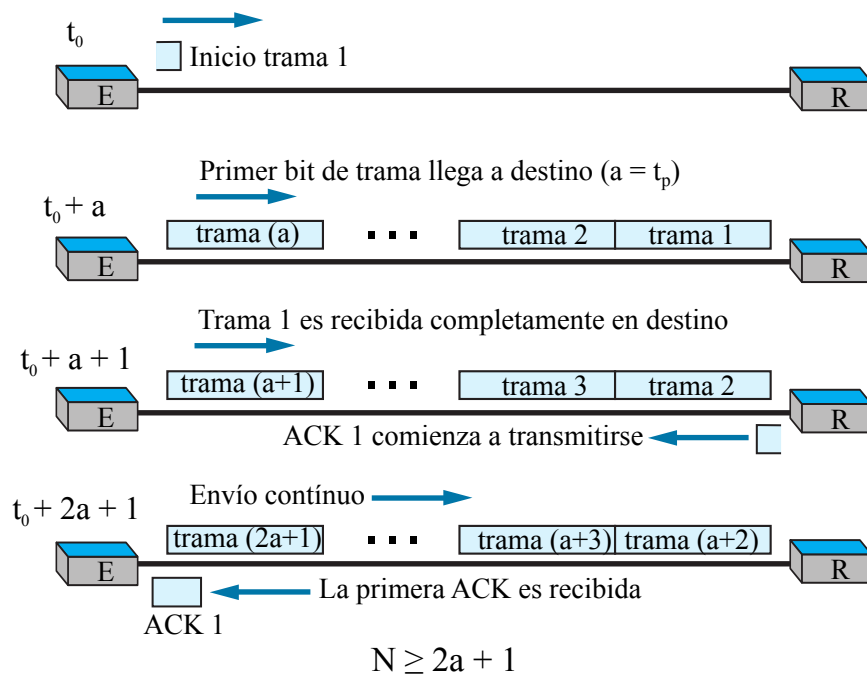 t₀
Inicio trama 1
E
R
Primer bit de trama llega a destino (a = tₚ)
t₀ + a
trama (a) ... trama 2 trama 1
E
R
Trama 1 es recibida completamente en destino
t₀ + a + 1
trama (a+1) ... trama 3 trama 2
E
R
ACK 1 comienza a transmitirse
Envío contínuo
t₀ + 2a + 1
trama (2a+1) ... trama (a+3) trama (a+2)
E
R
La primera ACK es recibida
ACK 1
N ≥ 2a + 1